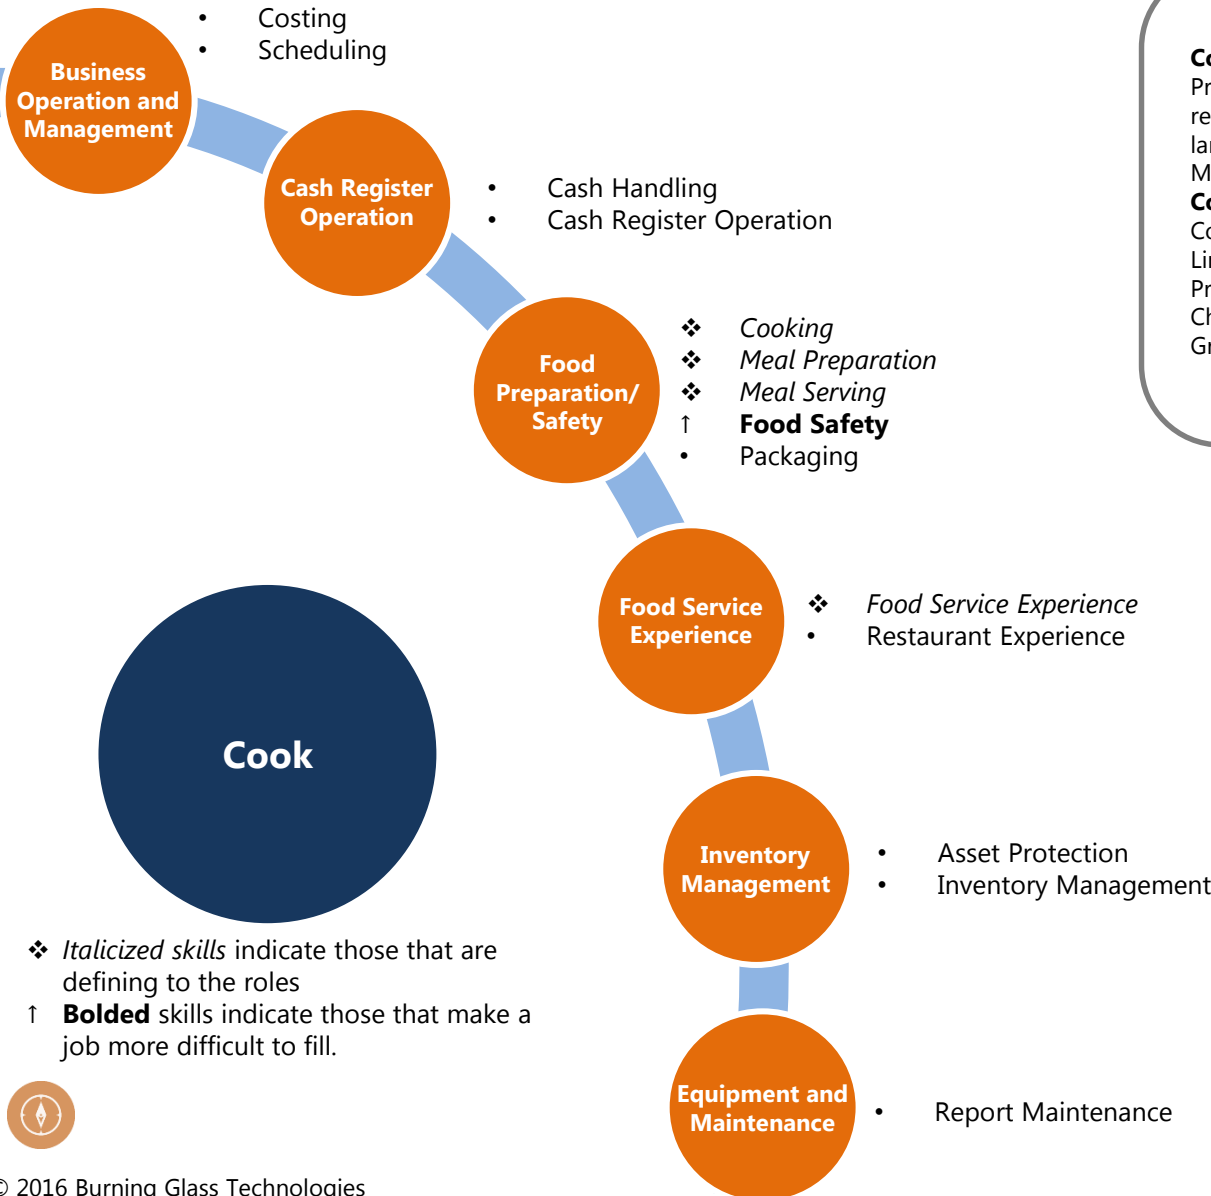 • Costing
• Scheduling
Business
Operation and
Management
Cash Register
Operation
• Cash Handling
• Cash Register Operation
Food
Preparation/
Safety
❖ Cooking
❖ Meal Preparation
❖ Meal Serving
↑ Food Safety
• Packaging
Food Service
Experience
❖ Food Service Experience
• Restaurant Experience
Cook
Inventory
Management
• Asset Protection
• Inventory Management
❖ Italicized skills indicate those that are
defining to the roles
↑ Bolded skills indicate those that make a
job more difficult to fill.
Equipment and
Maintenance
• Report Maintenance
© 2016 Burning Glass Technologies